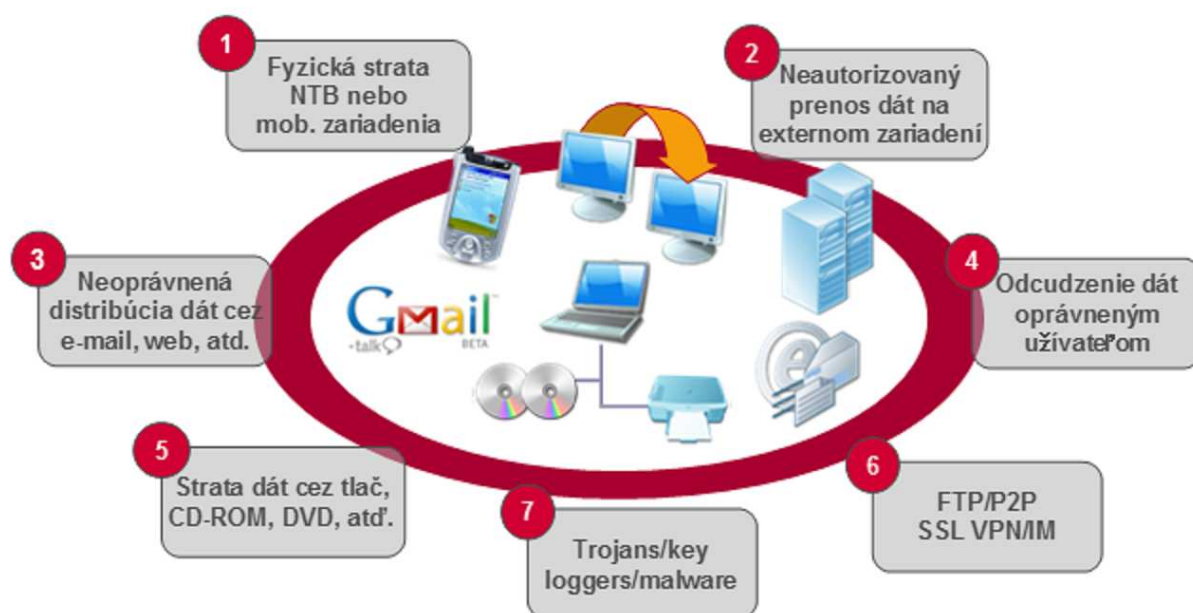 1
Fyzická strata
NTB nebo
mob. zariadenia
2
Neautorizovaný
prenos dát na
externom zariadení
3
Neoprávnená
distribúcia dát cez
e-mail, web, atd.
4
Odcudzenie dát
oprávneným
užívateľom
Gmail™
+talk BETA
5
Strata dát cez tlač,
CD-ROM, DVD, atď.
6
FTP/P2P
SSL VPN/IM
7
Trojans/key
loggers/malware